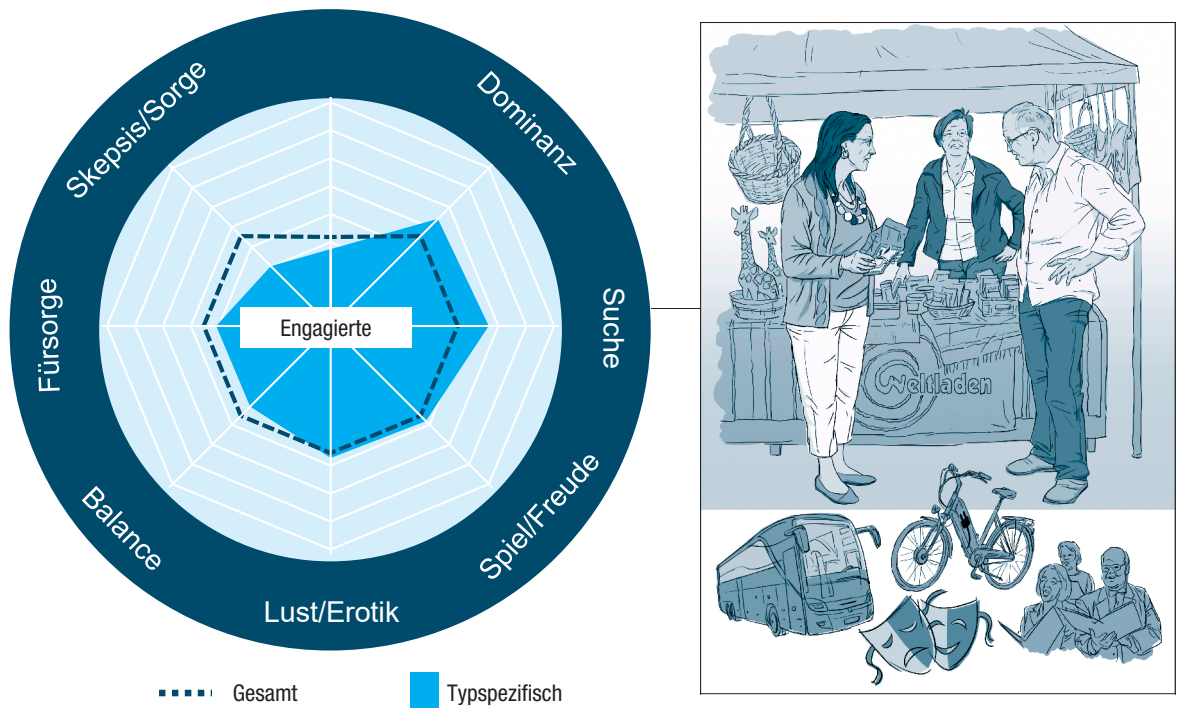 Skepsis/Sorge
Dominanz
Fürsorge
Engagierte
Suche
Balance
Spiel/Freude
Lust/Erotik
Gesamt
Typspezifisch
Weltladen